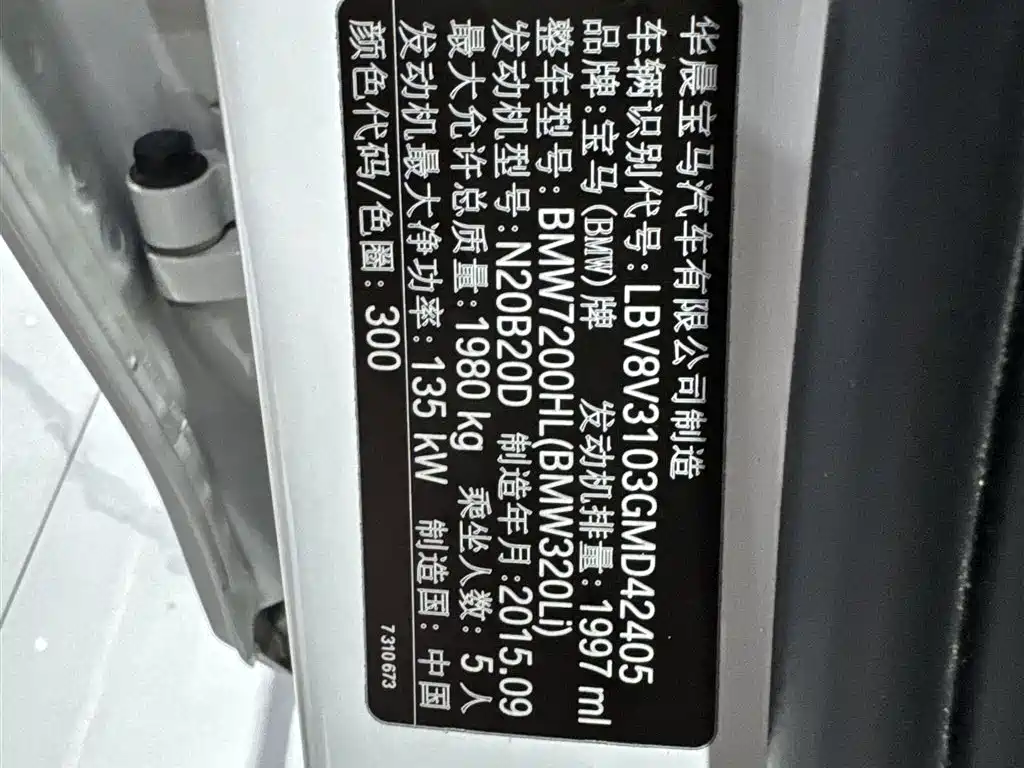 华晨宝马汽车有限公司制造
车辆识别代号:LBV8V3103GMD42405
品牌:宝马(BMW)牌 发动机排量:1997 ml
整车型号:BMW7200HL(BMW320Li)
发动机型号:N20B20D 制造年月:2015.09
最大允许总质量:1980 kg 乘坐人数:5人
发动机最大净功率:135 kW 制造国:中国
颜色代码/色圈:300
7310673